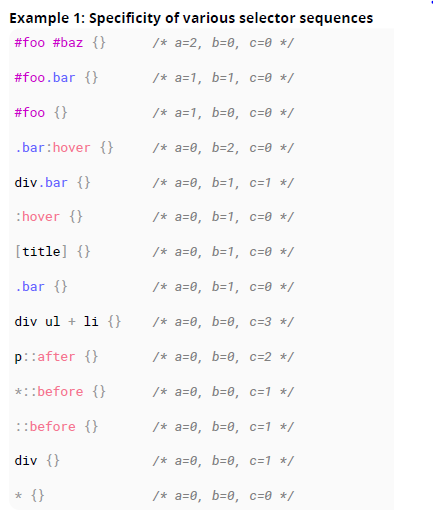 Example 1: Specificity of various selector sequences
#foo #baz {} /* a=2, b=0, c=0 */
#foo.bar {} /* a=1, b=1, c=0 */
#foo {} /* a=1, b=0, c=0 */
.bar:hover {} /* a=0, b=2, c=0 */
div.bar {} /* a=0, b=1, c=1 */
:hover {} /* a=0, b=1, c=0 */
[title] {} /* a=0, b=1, c=0 */
.bar {} /* a=0, b=1, c=0 */
div ul + li {} /* a=0, b=0, c=3 */
p::after {} /* a=0, b=0, c=2 */
*::before {} /* a=0, b=0, c=1 */
::before {} /* a=0, b=0, c=1 */
div {} /* a=0, b=0, c=1 */
* {} /* a=0, b=0, c=0 */